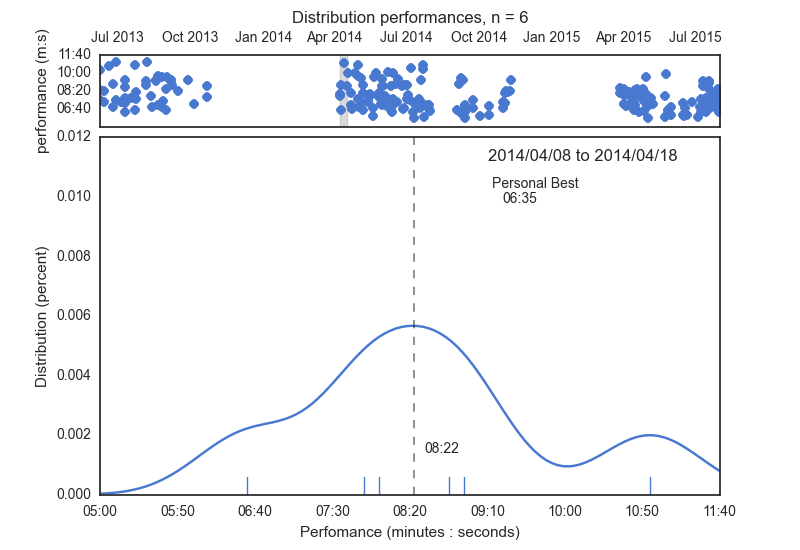 Distribution performances, n = 6
Jul 2013 Oct 2013 Jan 2014 Apr 2014 Jul 2014 Oct 2014 Jan 2015 Apr 2015 Jul 2015
performance (m:s)
11:40
10:00
08:20
06:40
Distribution (percent)
0.012
0.010
0.008
0.006
0.004
0.002
0.000
2014/04/08 to 2014/04/18
Personal Best
06:35
08:22
05:00 05:50 06:40 07:30 08:20 09:10 10:00 10:50 11:40
Perfomance (minutes : seconds)